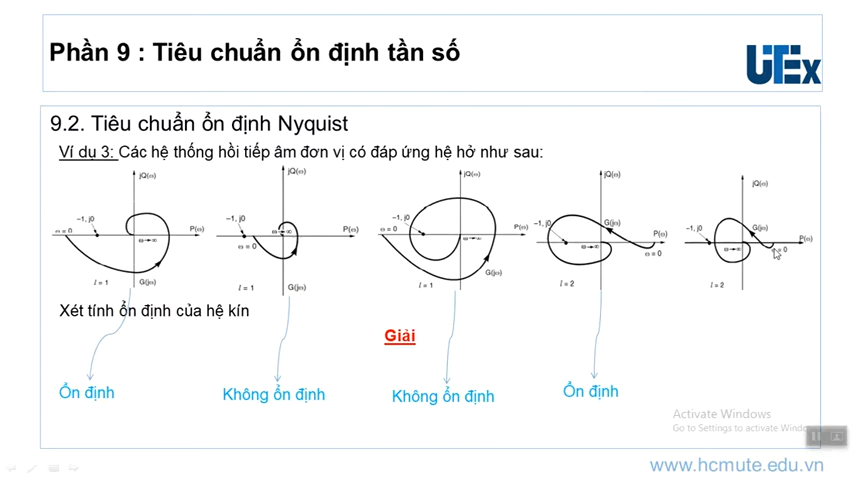 Phần 9 : Tiêu chuẩn ổn định tần số
UTEx
9.2. Tiêu chuẩn ổn định Nyquist
Ví dụ 3: Các hệ thống hồi tiếp âm đơn vị có đáp ứng hệ hở như sau:
jQ(ω) jQ(ω) jQ(ω) jQ(ω) jQ(ω)
−1, j0 −1, j0 −1, j0 −1, j0 −1, j0
ω = 0 P(ω) P(ω) ω = 0 P(ω) G(jω) P(ω) G(jω) P(ω)
ω→∞ ω→∞ ω→∞ ω→∞ ω→∞
ω = 0 G(jω) ω = 0 = 0
l = 1 G(jω) l = 1 G(jω) l = 1 l = 2 l = 2
Xét tính ổn định của hệ kín
Giải
Ổn định Không ổn định Không ổn định Ổn định
Activate Windows
Go to Settings to activate Windo
www.hcmute.edu.vn